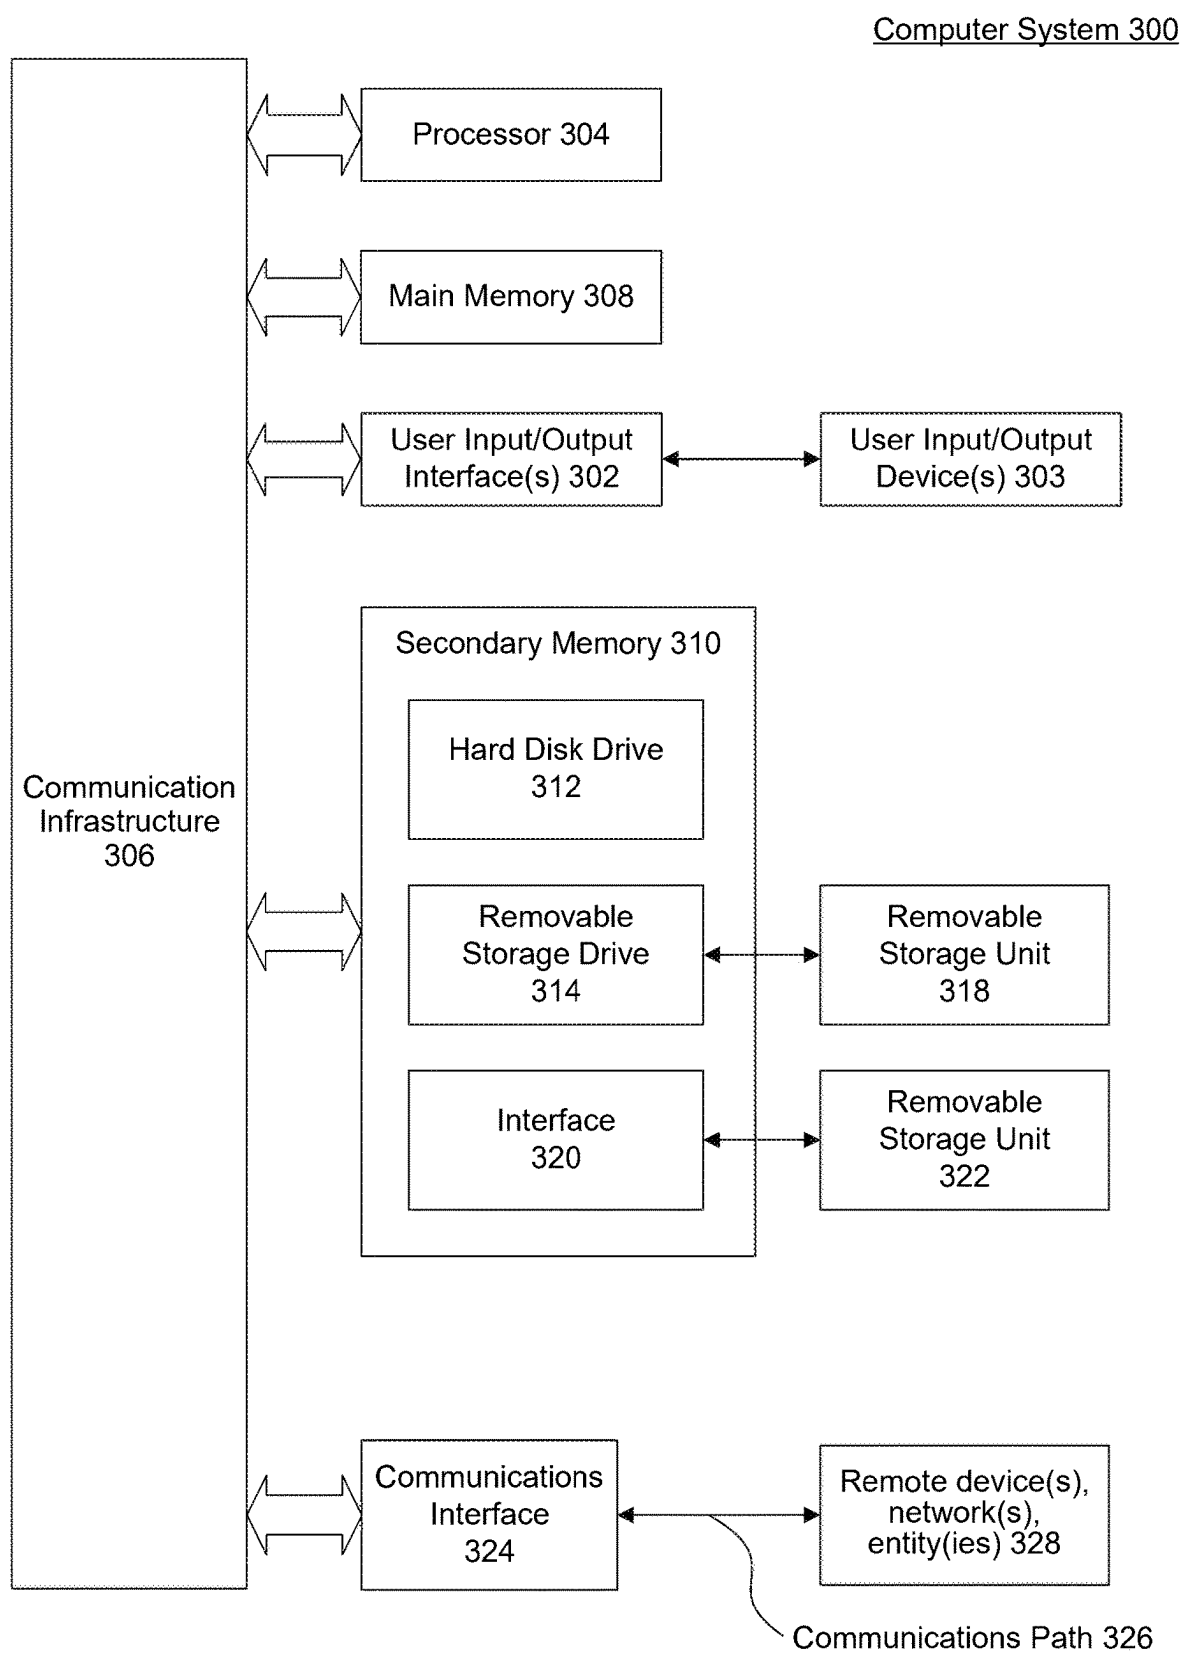 Computer System 300
Processor 304
Main Memory 308
User Input/Output
Interface(s) 302
User Input/Output
Device(s) 303
Secondary Memory 310
Hard Disk Drive
312
Communication
Infrastructure
306
Removable
Storage Drive
314
Removable
Storage Unit
318
Interface
320
Removable
Storage Unit
322
Communications
Interface
324
Remote device(s),
network(s),
entity(ies) 328
Communications Path 326